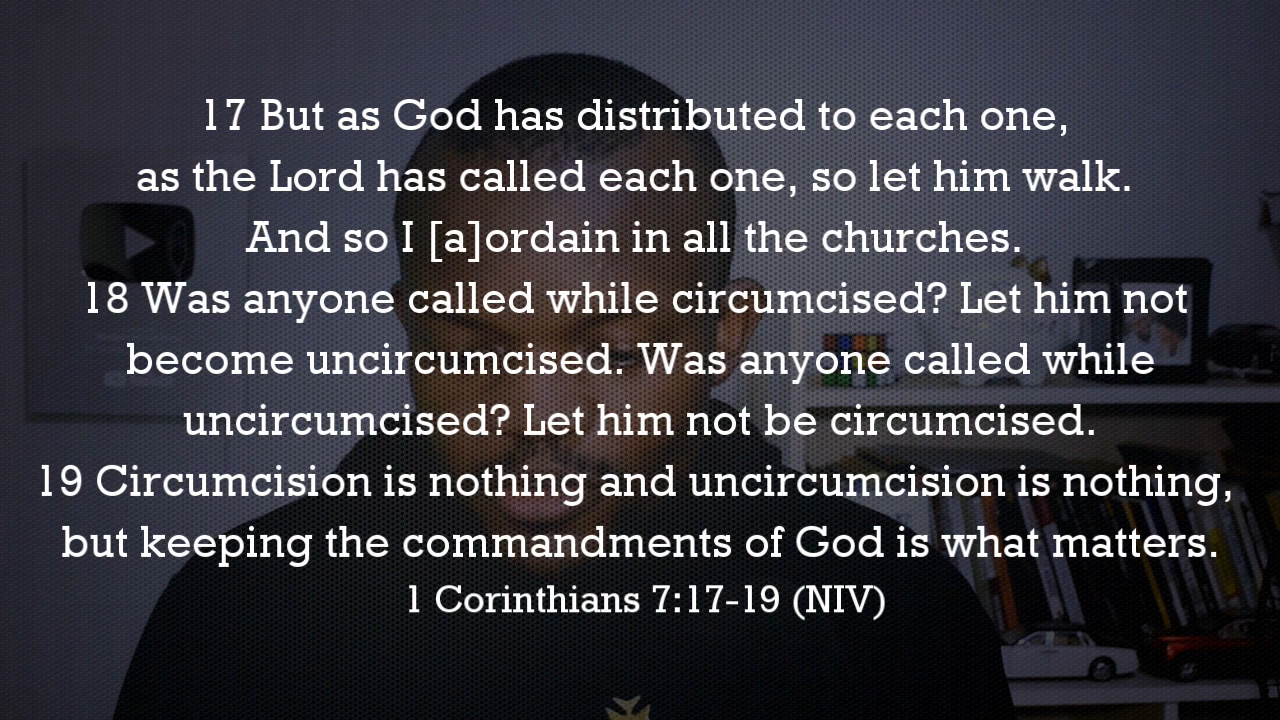 17 But as God has distributed to each one,
as the Lord has called each one, so let him walk.
And so I [a]ordain in all the churches.
18 Was anyone called while circumcised? Let him not
become uncircumcised. Was anyone called while
uncircumcised? Let him not be circumcised.
19 Circumcision is nothing and uncircumcision is nothing,
but keeping the commandments of God is what matters.
1 Corinthians 7:17-19 (NIV)